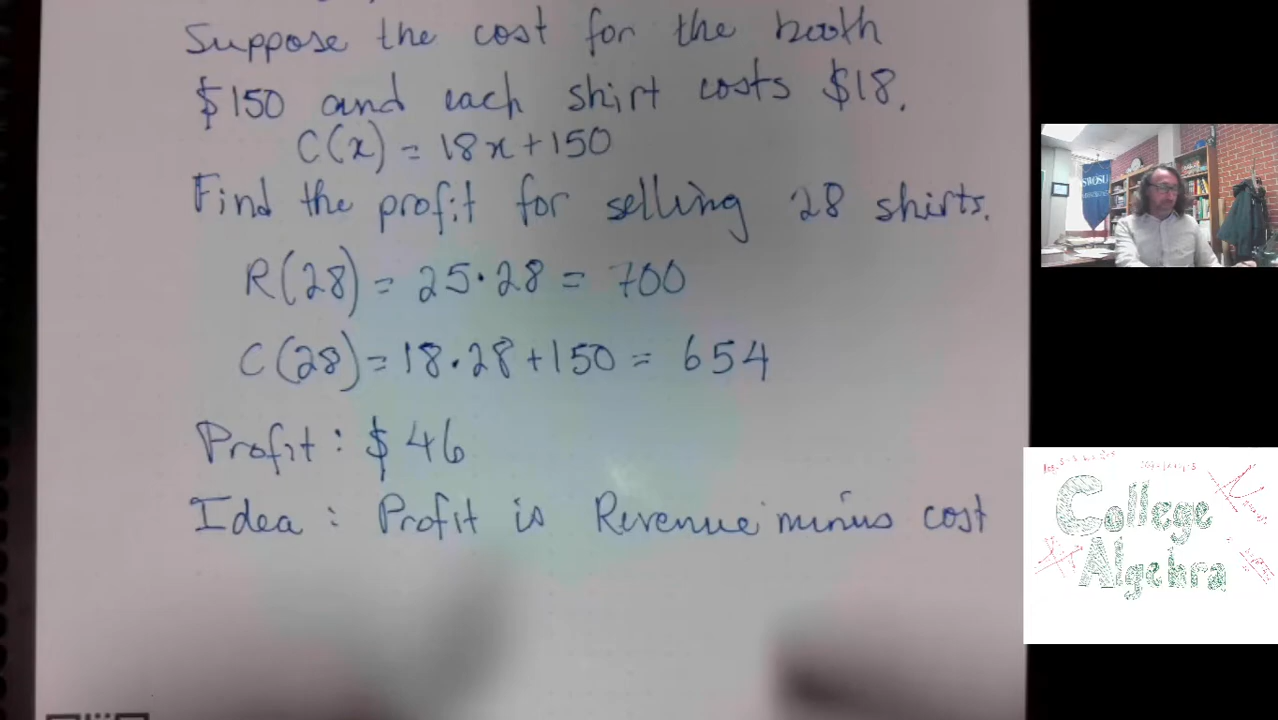 Suppose the cost for the booth
$150 and each shirt costs $18.
C(x) = 18x+150
Find the profit for selling 28 shirts.
R(28) = 25·28 = 700
C(28) = 18·28+150 = 654
Profit: $46
Idea: Profit is Revenue minus cost
SWOSU
College
Algebra